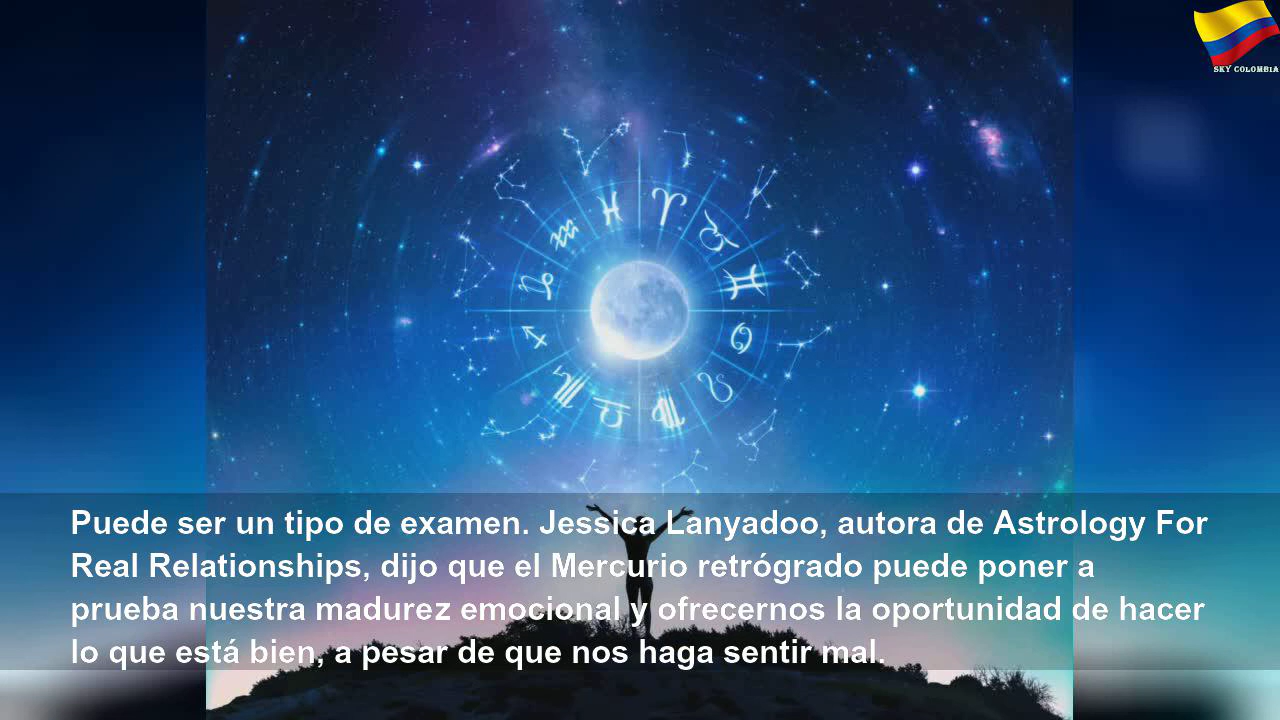 SKY COLOMBIA
Puede ser un tipo de examen. Jessica Lanyadoo, autora de Astrology For
Real Relationships, dijo que el Mercurio retrógrado puede poner a
prueba nuestra madurez emocional y ofrecernos la oportunidad de hacer
lo que está bien, a pesar de que nos haga sentir mal.